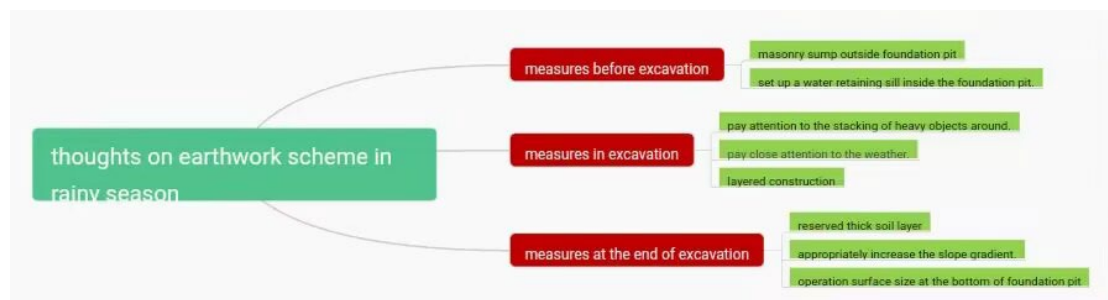 thoughts on earthwork scheme in
rainy season
measures before excavation
masonry sump outside foundation pit
set up a water retaining sill inside the foundation pit.
measures in excavation
pay attention to the stacking of heavy objects around.
pay close attention to the weather.
layered construction
measures at the end of excavation
reserved thick soil layer
appropriately increase the slope gradient.
operation surface size at the bottom of foundation pit